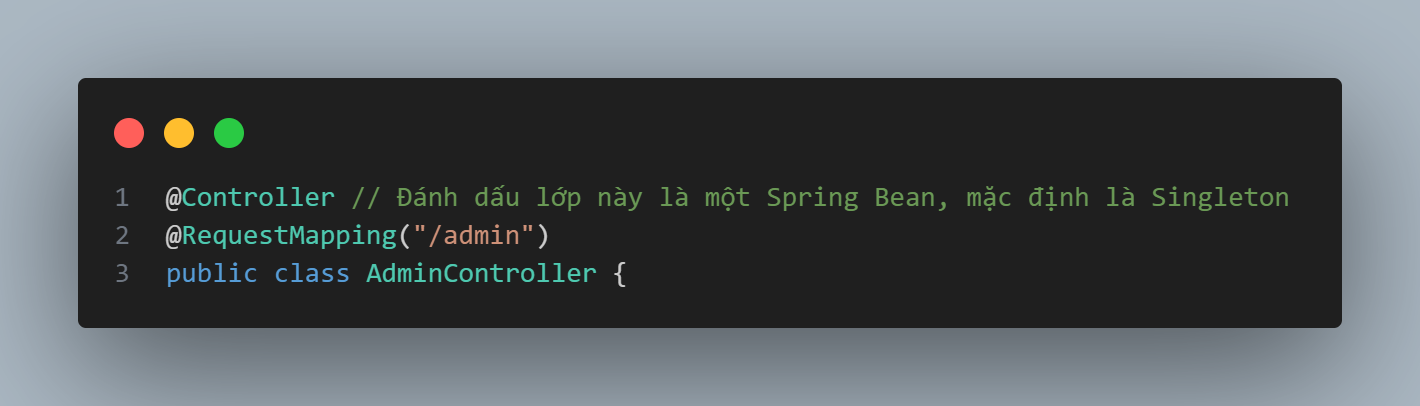 1 @Controller // Đánh dấu lớp này là một Spring Bean, mặc định là Singleton
2 @RequestMapping("/admin")
3 public class AdminController {